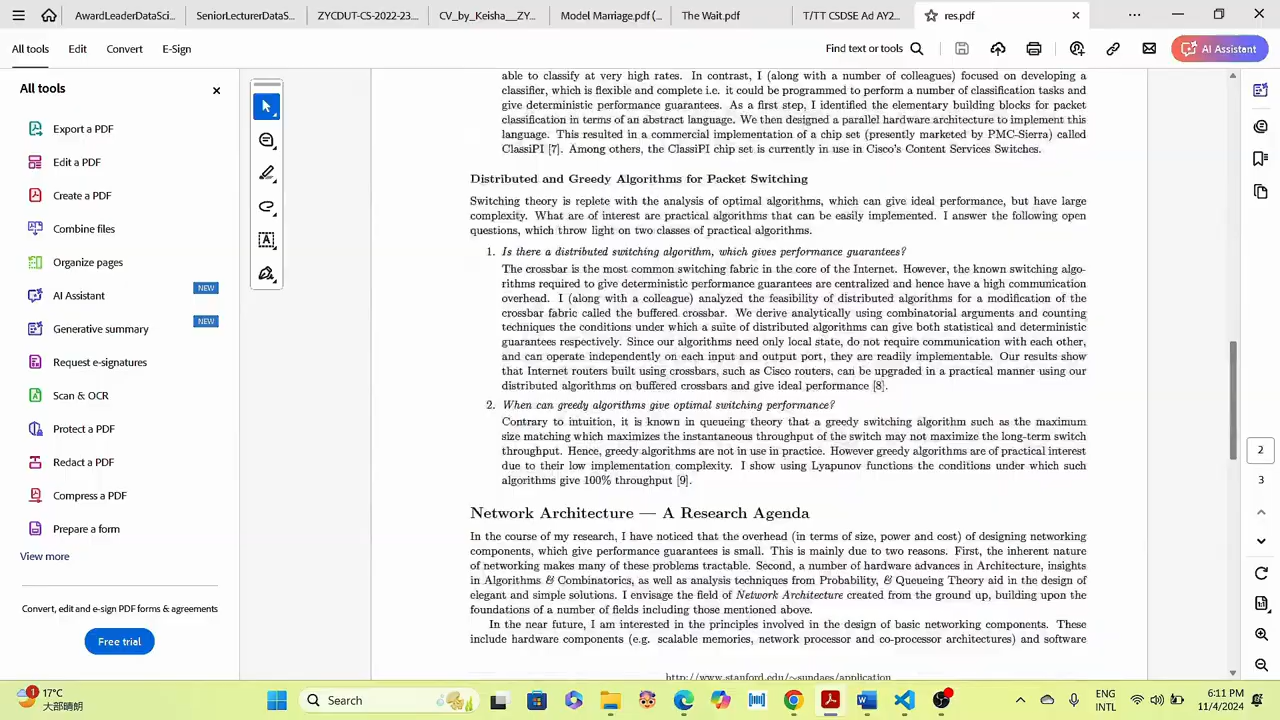 AwardLeaderDataSci...
SeniorLecturerDataS...
ZYCDUT-CS-2022-23...
CV_by_Keisha__ZY...
Model Marriage.pdf (...
The Wait.pdf
T/TT CSDSE Ad AY2...
res.pdf
All tools
Edit
Convert
E-Sign
Find text or tools
AI Assistant
All tools
Export a PDF
Edit a PDF
Create a PDF
Combine files
Organize pages
AI Assistant
NEW
Generative summary
NEW
Request e-signatures
Scan & OCR
Protect a PDF
Redact a PDF
Compress a PDF
Prepare a form
View more
Convert, edit and e-sign PDF forms & agreements
Free trial
able to classify at very high rates. In contrast, I (along with a number of colleagues) focused on developing a
classifier, which is flexible and complete i.e. it could be programmed to perform a number of classification tasks and
give deterministic performance guarantees. As a first step, I identified the elementary building blocks for packet
classification in terms of an abstract language. We then designed a parallel hardware architecture to implement this
language. This resulted in a commercial implementation of a chip set (presently marketed by PMC-Sierra) called
ClassiPI [7]. Among others, the ClassiPI chip set is currently in use in Cisco's Content Services Switches.
Distributed and Greedy Algorithms for Packet Switching
Switching theory is replete with the analysis of optimal algorithms, which can give ideal performance, but have large
complexity. What are of interest are practical algorithms that can be easily implemented. I answer the following open
questions, which throw light on two classes of practical algorithms.
1. Is there a distributed switching algorithm, which gives performance guarantees?
The crossbar is the most common switching fabric in the core of the Internet. However, the known switching algo-
rithms required to give deterministic performance guarantees are centralized and hence have a high communication
overhead. I (along with a colleague) analyzed the feasibility of distributed algorithms for a modification of the
crossbar fabric called the buffered crossbar. We derive analytically using combinatorial arguments and counting
techniques the conditions under which a suite of distributed algorithms can give both statistical and deterministic
guarantees respectively. Since our algorithms need only local state, do not require communication with each other,
and can operate independently on each input and output port, they are readily implementable. Our results show
that Internet routers built using crossbars, such as Cisco routers, can be upgraded in a practical manner using our
distributed algorithms on buffered crossbars and give ideal performance [8].
2. When can greedy algorithms give optimal switching performance?
Contrary to intuition, it is known in queueing theory that a greedy switching algorithm such as the maximum
size matching which maximizes the instantaneous throughput of the switch may not maximize the long-term switch
throughput. Hence, greedy algorithms are not in use in practice. However greedy algorithms are of practical interest
due to their low implementation complexity. I show using Lyapunov functions the conditions under which such
algorithms give 100% throughput [9].
Network Architecture — A Research Agenda
In the course of my research, I have noticed that the overhead (in terms of size, power and cost) of designing networking
components, which give performance guarantees is small. This is mainly due to two reasons. First, the inherent nature
of networking makes many of these problems tractable. Second, a number of hardware advances in Architecture, insights
in Algorithms & Combinatorics, as well as analysis techniques from Probability, & Queueing Theory aid in the design of
elegant and simple solutions. I envisage the field of Network Architecture created from the ground up, building upon the
foundations of a number of fields including those mentioned above.
In the near future, I am interested in the principles involved in the design of basic networking components. These
include hardware components (e.g. scalable memories, network processor and co-processor architectures) and software
http://www.stanford.edu/~sundaes/application
2
3
1
17°C
大部晴朗
Search
ENG
INTL
6:11 PM
11/4/2024